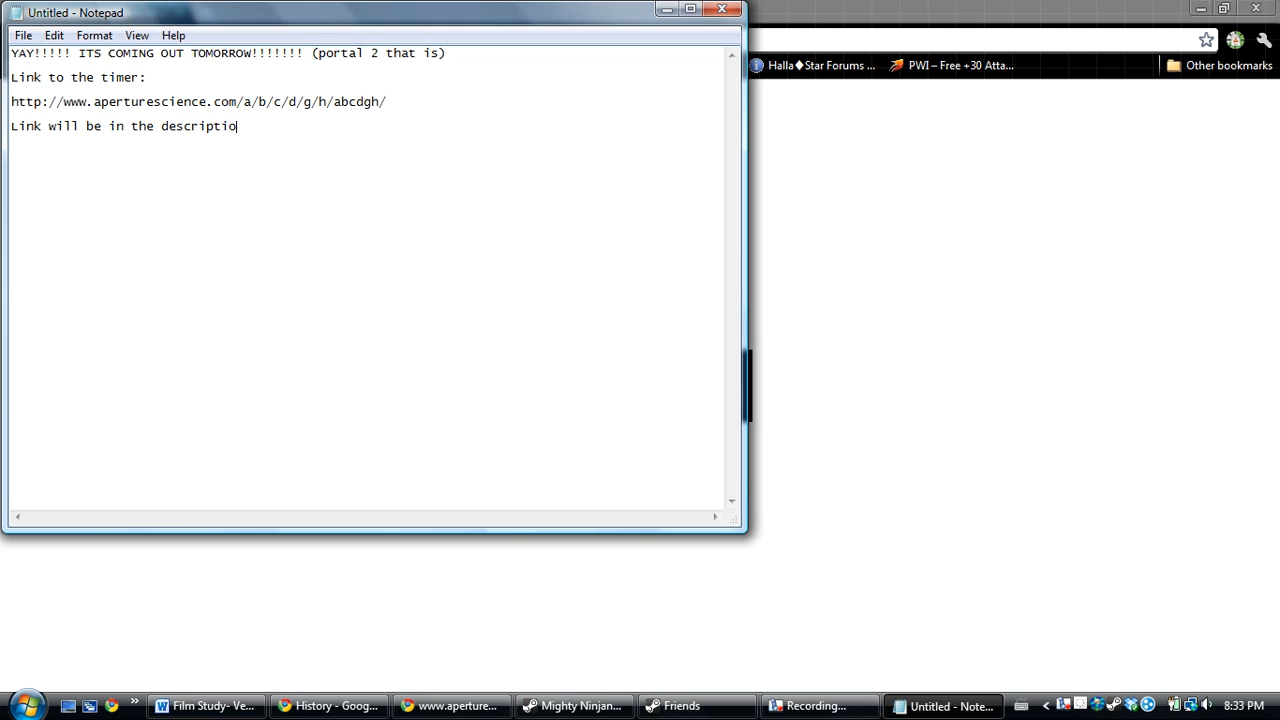 Untitled - Notepad
File Edit Format View Help
YAY!!!!! ITS COMING OUT TOMORROW!!!!!!! (portal 2 that is)
Link to the timer:
http://www.aperturescience.com/a/b/c/d/g/h/abcdgh/
Link will be in the descriptio
Halla♦Star Forums ... PWI – Free +30 Atta... Other bookmarks
Film Study- Ve... History - Goog... www.aperture... Mighty Ninjan... Friends Recording... Untitled - Note... 8:33 PM